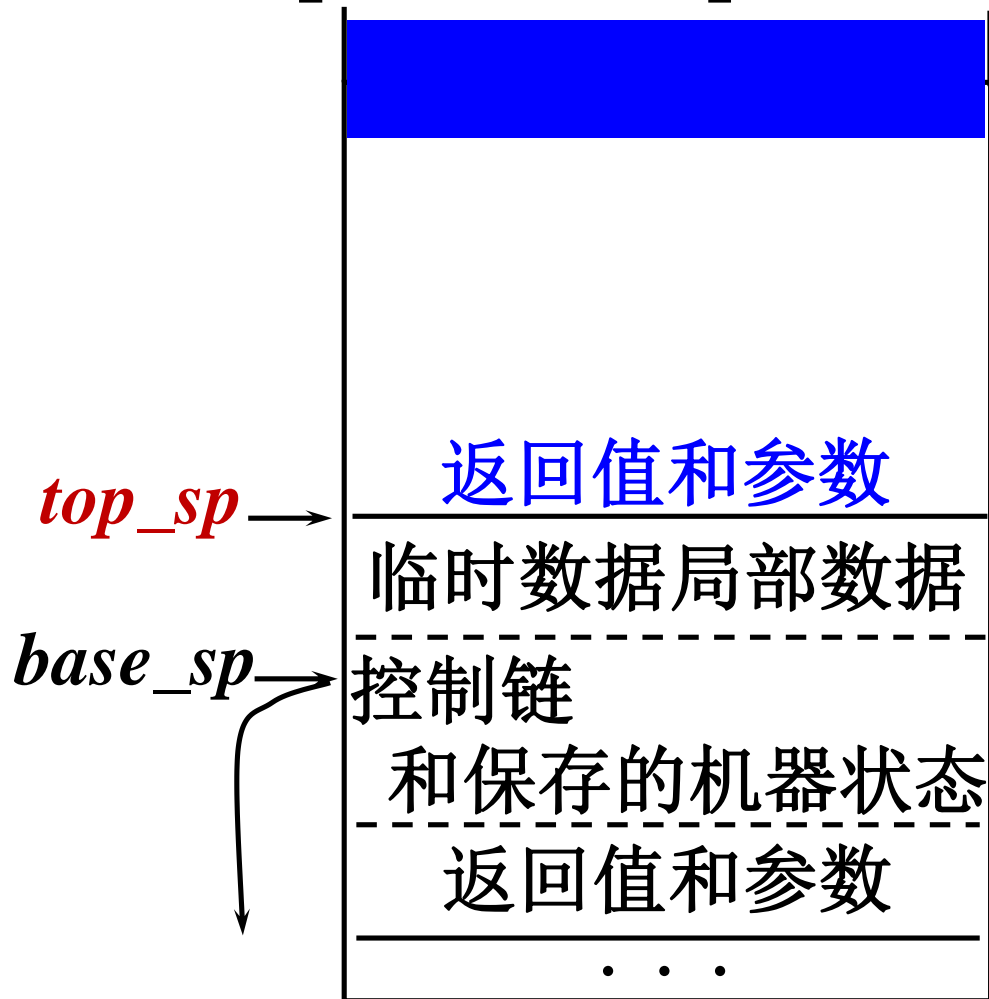 返回值和参数
top_sp
临时数据局部数据
base_sp
控制链
和保存的机器状态
返回值和参数
. . .